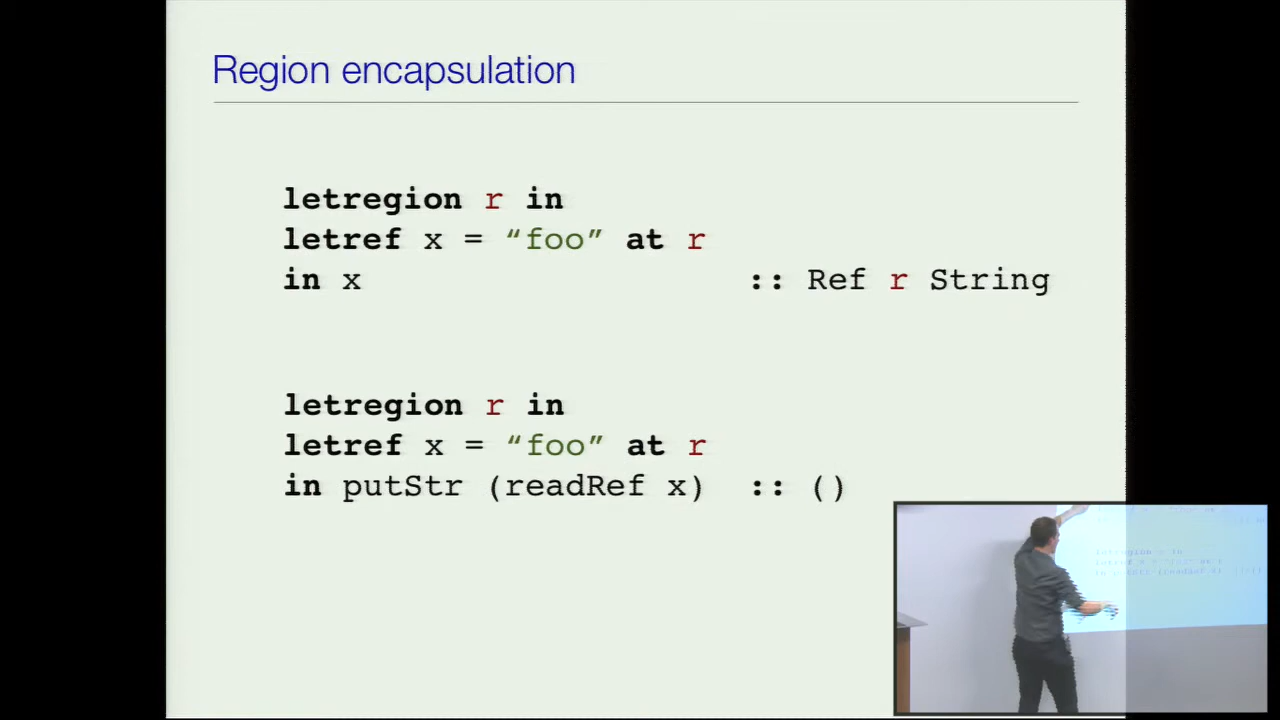 Region encapsulation
letregion r in
letref x = “foo” at r
in x :: Ref r String
letregion r in
letref x = “foo” at r
in putStr (readRef x) :: ()